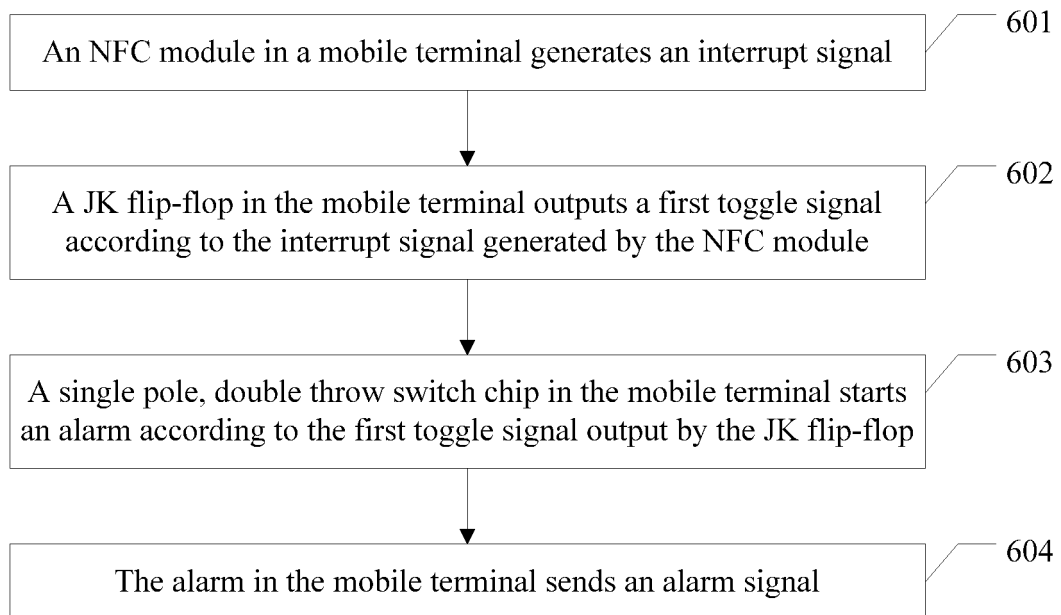 An NFC module in a mobile terminal generates an interrupt signal
601
A JK flip-flop in the mobile terminal outputs a first toggle signal
according to the interrupt signal generated by the NFC module
602
A single pole, double throw switch chip in the mobile terminal starts
an alarm according to the first toggle signal output by the JK flip-flop
603
The alarm in the mobile terminal sends an alarm signal
604